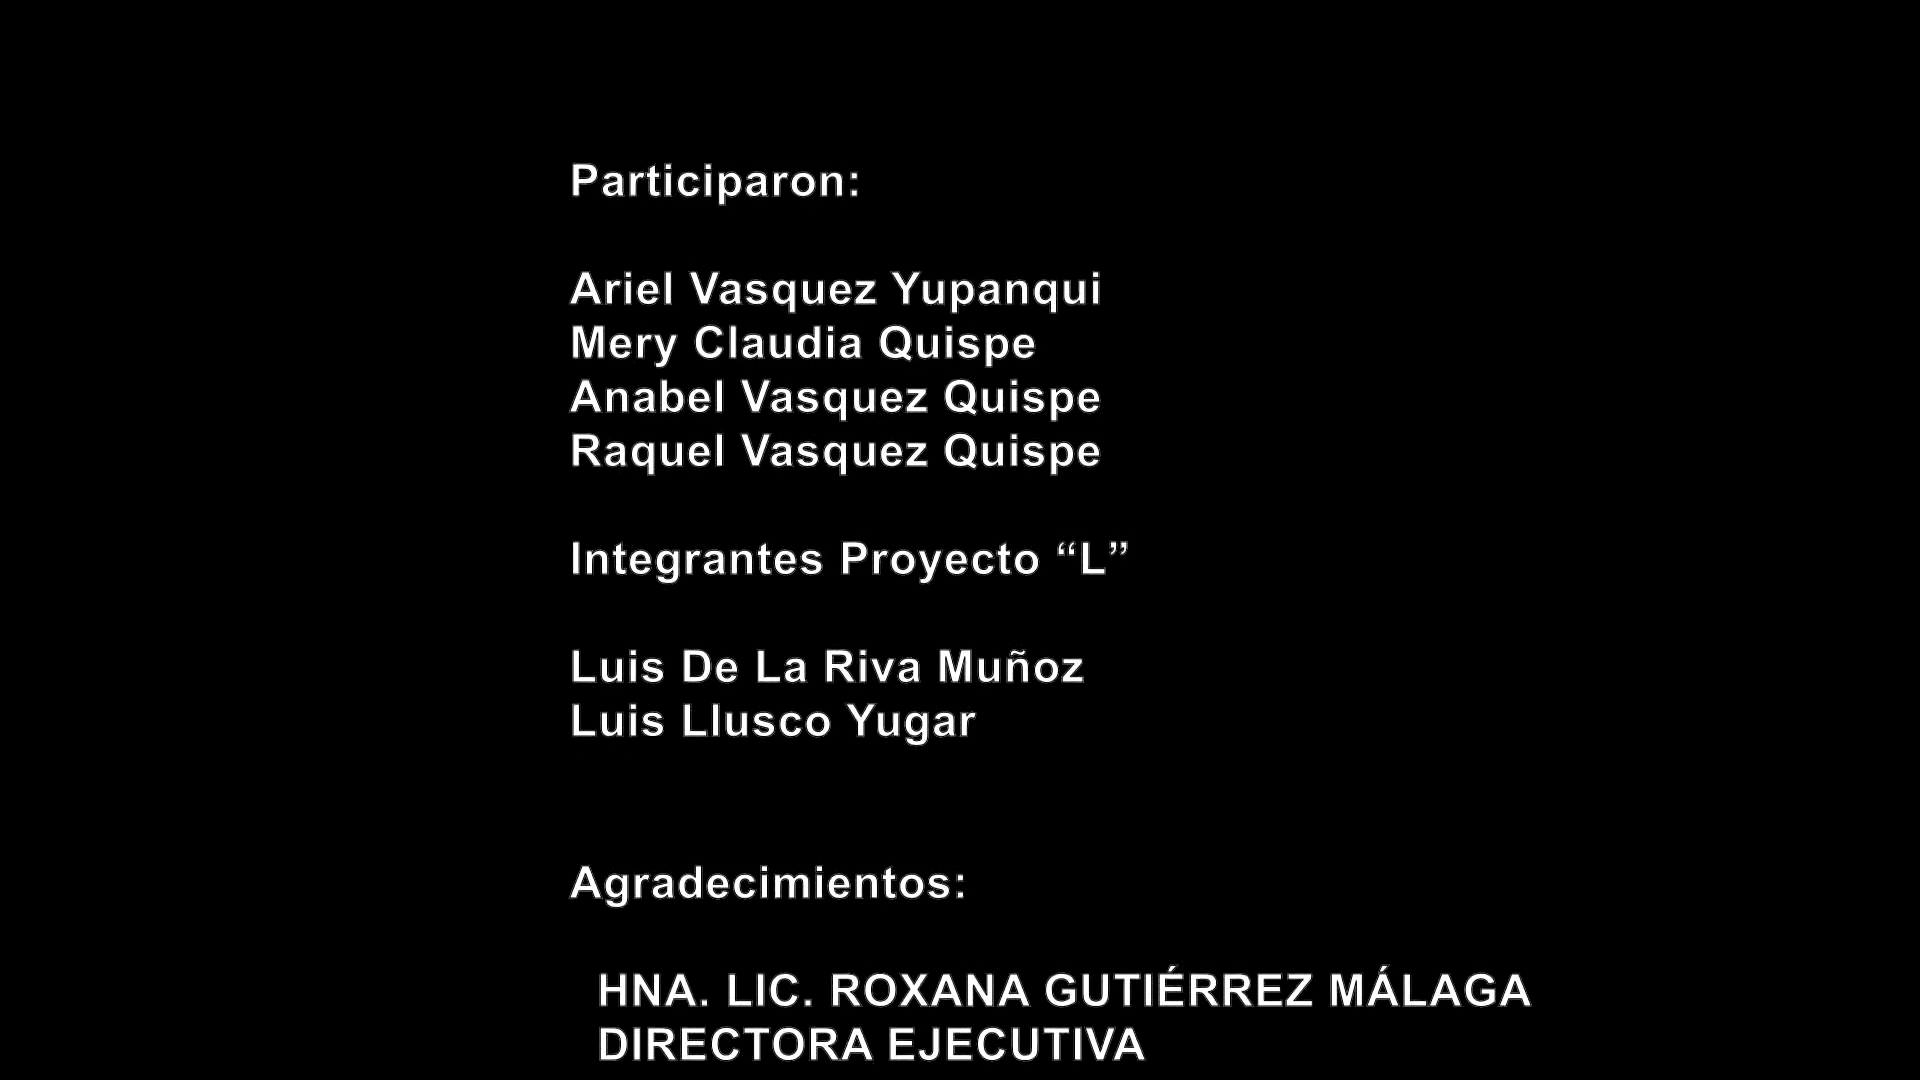 Participaron:
Ariel Vasquez Yupanqui
Mery Claudia Quispe
Anabel Vasquez Quispe
Raquel Vasquez Quispe
Integrantes Proyecto “L”
Luis De La Riva Muñoz
Luis Llusco Yugar
Agradecimientos:
HNA. LIC. ROXANA GUTIÉRREZ MÁLAGA
DIRECTORA EJECUTIVA